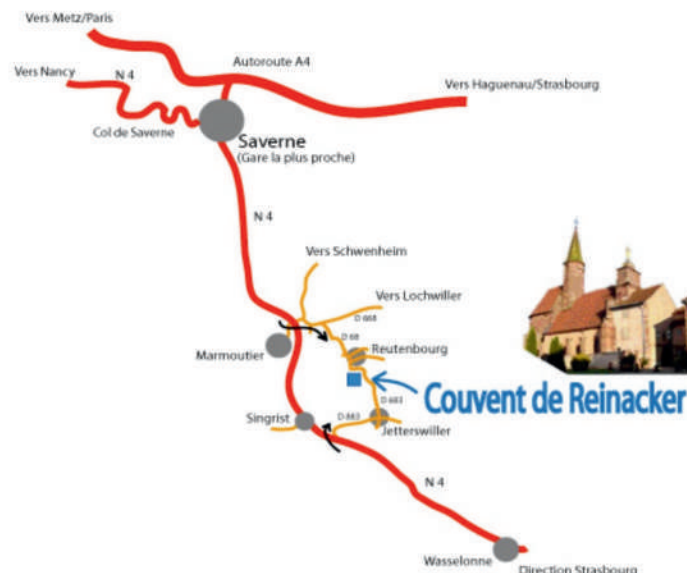 Vers Metz/Paris
Autoroute A4
Vers Nancy
N 4
Vers Haguenau/Strasbourg
Col de Saverne
Saverne
(Gare la plus proche)
N 4
Vers Schwenheim
Vers Lochwiller
D 668
D 68
Marmoutier
Reutenbourg
Couvent de Reinacker
D 683
Singrist
D 683
Jetterswiller
N 4
Wasselonne
Direction Strasbourg